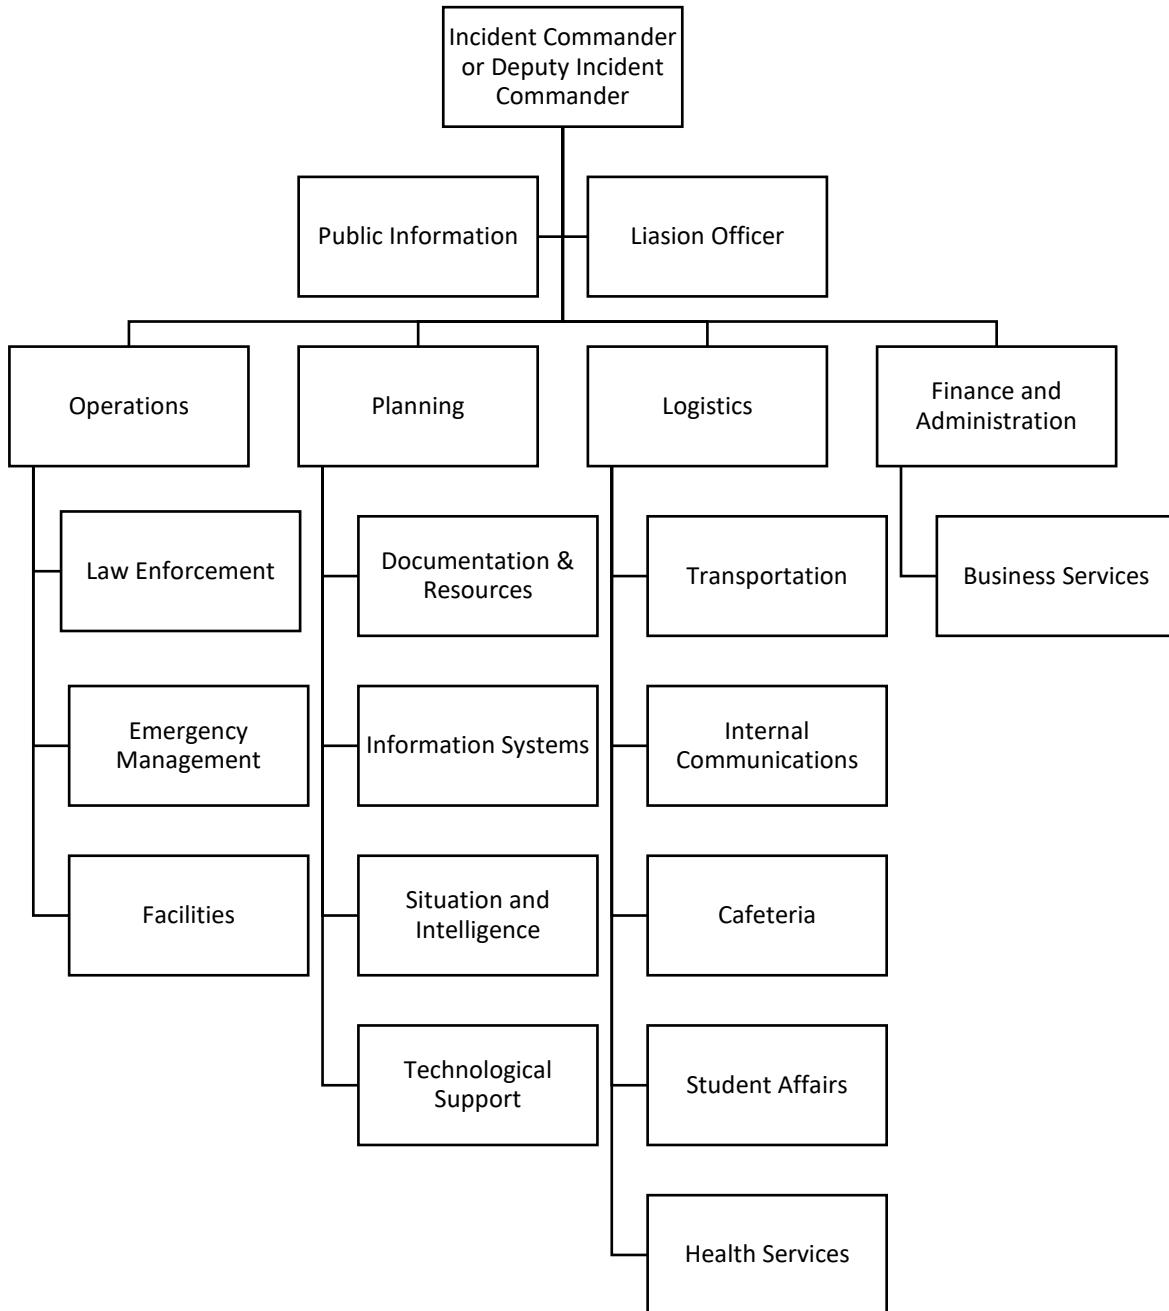 Incident Commander
or Deputy Incident
Commander
Public Information
Liasion Officer
Operations
Planning
Logistics
Finance and
Administration
Law Enforcement
Documentation &
Resources
Transportation
Business Services
Emergency
Management
Information Systems
Internal
Communications
Facilities
Situation and
Intelligence
Cafeteria
Technological
Support
Student Affairs
Health Services